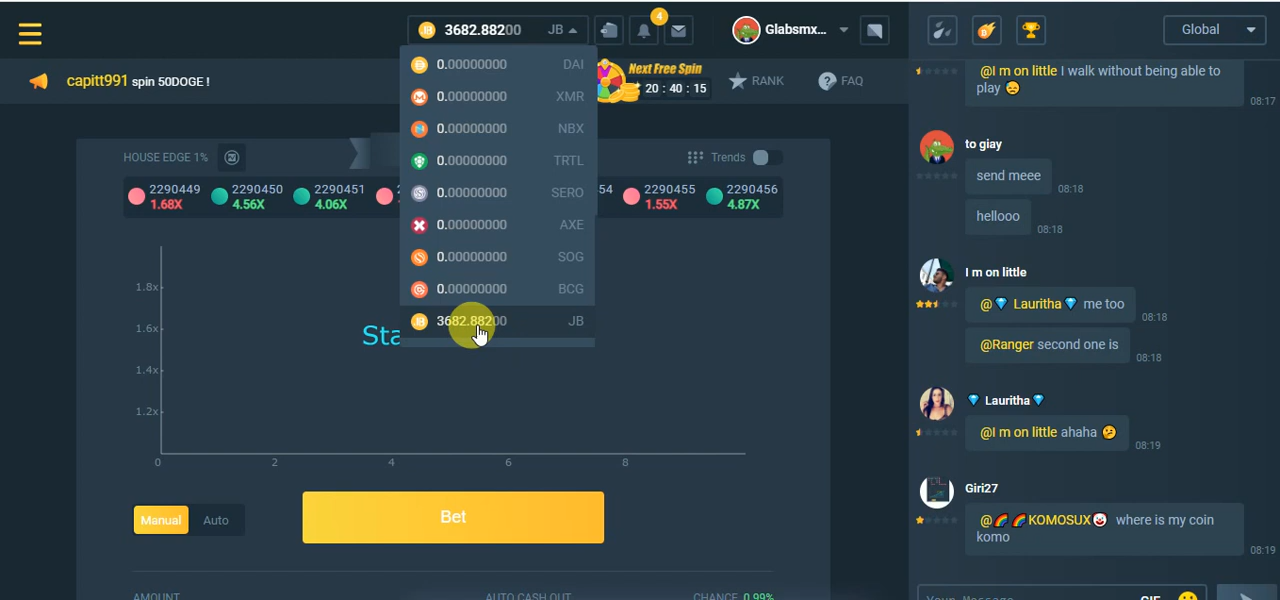 3682.88200 JB
4
Glabsmx...
Global
capitt991 spin 50DOGE !
Next Free Spin
20 : 40 : 15
RANK
FAQ
0.00000000 DAI
0.00000000 XMR
0.00000000 NBX
0.00000000 TRTL
0.00000000 SERO
0.00000000 AXE
0.00000000 SOG
0.00000000 BCG
3682.88200 JB
HOUSE EDGE 1%
Trends
2290449
1.68X
2290450
4.56X
2290451
4.06X
54
2290455
1.55X
2290456
4.87X
1.8x
1.6x
1.4x
1.2x
Sta
0 2 4 6 8
Manual
Auto
Bet
AMOUNT
AUTO CASH OUT
CHANCE 0.99%
@I m on little I walk without being able to
play
08:17
to giay
send meee
08:18
hellooo
08:18
I m on little
@💎 Lauritha💎 me too
08:18
@Ranger second one is
08:18
💎 Lauritha💎
@I m on little ahaha 🤔
08:19
Giri27
@🌈🌈KOMOSUX🤡 where is my coin
komo
08:19
Your Message
GIF